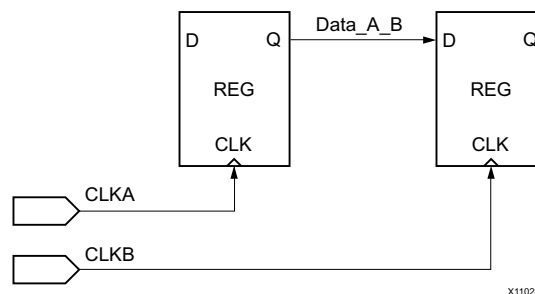 Data_A_B
D Q D Q
REG REG
CLK CLK
CLKA
CLKB